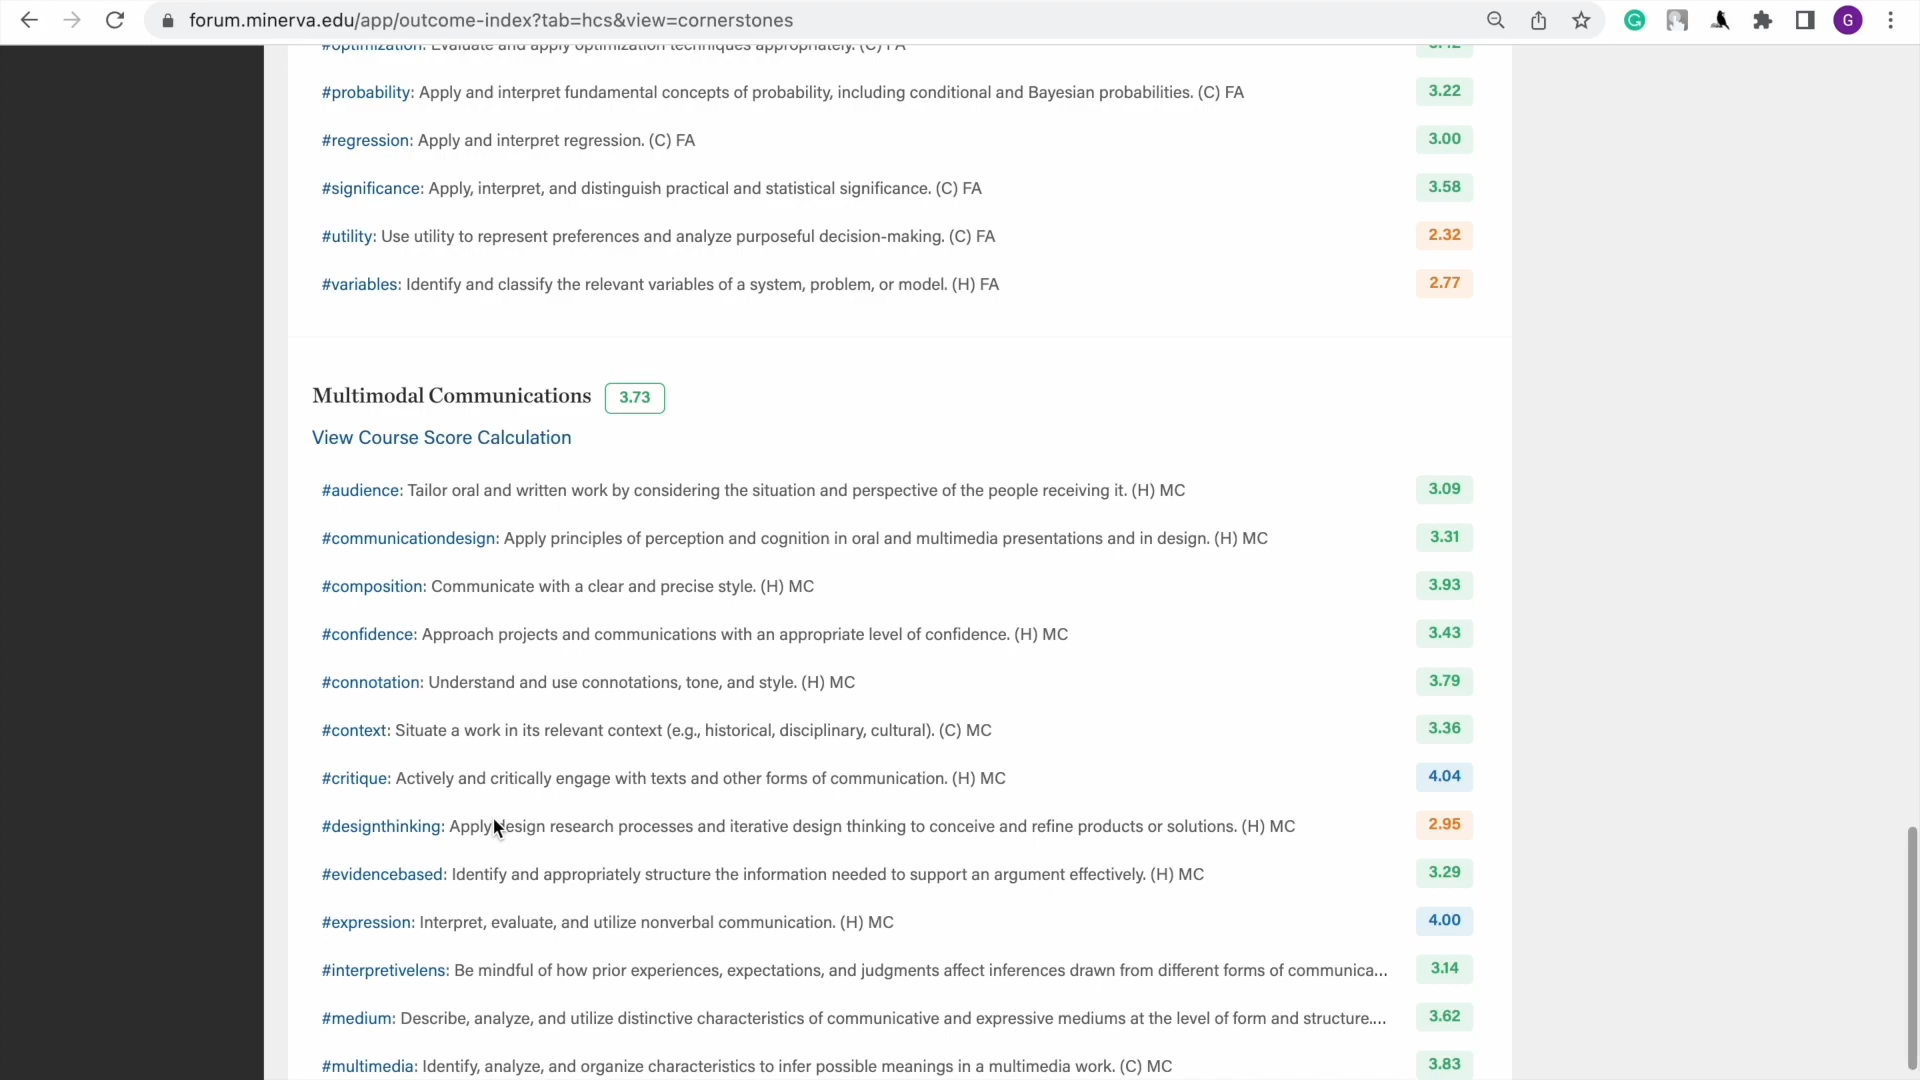 forum.minerva.edu/app/outcome-index?tab=hcs&view=cornerstones
G
#optimization: Evaluate and apply optimization techniques appropriately. (C) FA 3.42
#probability: Apply and interpret fundamental concepts of probability, including conditional and Bayesian probabilities. (C) FA 3.22
#regression: Apply and interpret regression. (C) FA 3.00
#significance: Apply, interpret, and distinguish practical and statistical significance. (C) FA 3.58
#utility: Use utility to represent preferences and analyze purposeful decision-making. (C) FA 2.32
#variables: Identify and classify the relevant variables of a system, problem, or model. (H) FA 2.77
Multimodal Communications 3.73
View Course Score Calculation
#audience: Tailor oral and written work by considering the situation and perspective of the people receiving it. (H) MC 3.09
#communicationdesign: Apply principles of perception and cognition in oral and multimedia presentations and in design. (H) MC 3.31
#composition: Communicate with a clear and precise style. (H) MC 3.93
#confidence: Approach projects and communications with an appropriate level of confidence. (H) MC 3.43
#connotation: Understand and use connotations, tone, and style. (H) MC 3.79
#context: Situate a work in its relevant context (e.g., historical, disciplinary, cultural). (C) MC 3.36
#critique: Actively and critically engage with texts and other forms of communication. (H) MC 4.04
#designthinking: Apply design research processes and iterative design thinking to conceive and refine products or solutions. (H) MC 2.95
#evidencebased: Identify and appropriately structure the information needed to support an argument effectively. (H) MC 3.29
#expression: Interpret, evaluate, and utilize nonverbal communication. (H) MC 4.00
#interpretivelens: Be mindful of how prior experiences, expectations, and judgments affect inferences drawn from different forms of communica... 3.14
#medium: Describe, analyze, and utilize distinctive characteristics of communicative and expressive mediums at the level of form and structure.... 3.62
#multimedia: Identify, analyze, and organize characteristics to infer possible meanings in a multimedia work. (C) MC 3.83